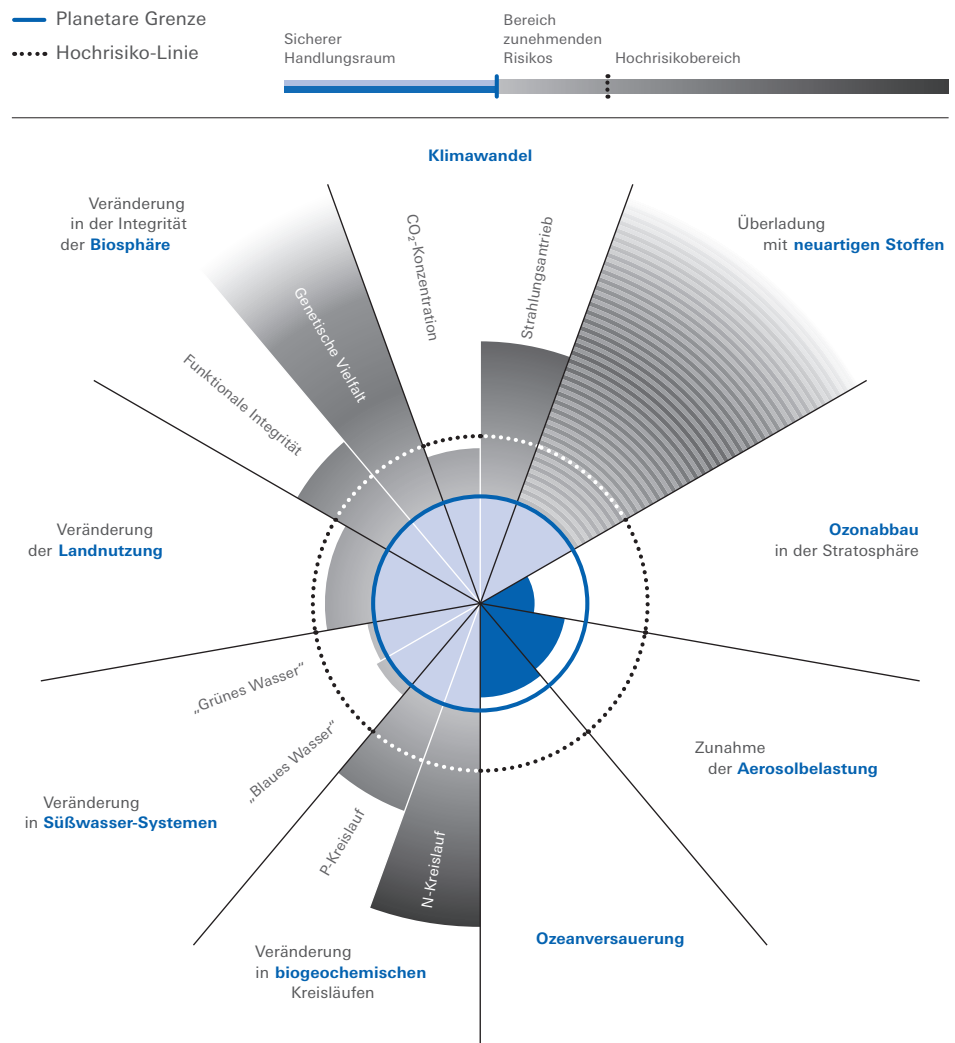 Planetare Grenze
Hochrisiko-Linie
Sicherer
Handlungsraum
Bereich
zunehmenden
Risikos
Hochrisikobereich
Klimawandel
Veränderung
in der Integrität
der Biosphäre
CO₂-Konzentration
Strahlungsantrieb
Überladung
mit neuartigen Stoffen
Genetische Vielfalt
Funktionale Integrität
Veränderung
der Landnutzung
Ozonabbau
in der Stratosphäre
„Grünes Wasser“
„Blaues Wasser“
Zunahme
der Aerosolbelastung
Veränderung
in Süßwasser-Systemen
P-Kreislauf
N-Kreislauf
Ozeanversauerung
Veränderung
in biogeochemischen
Kreisläufen